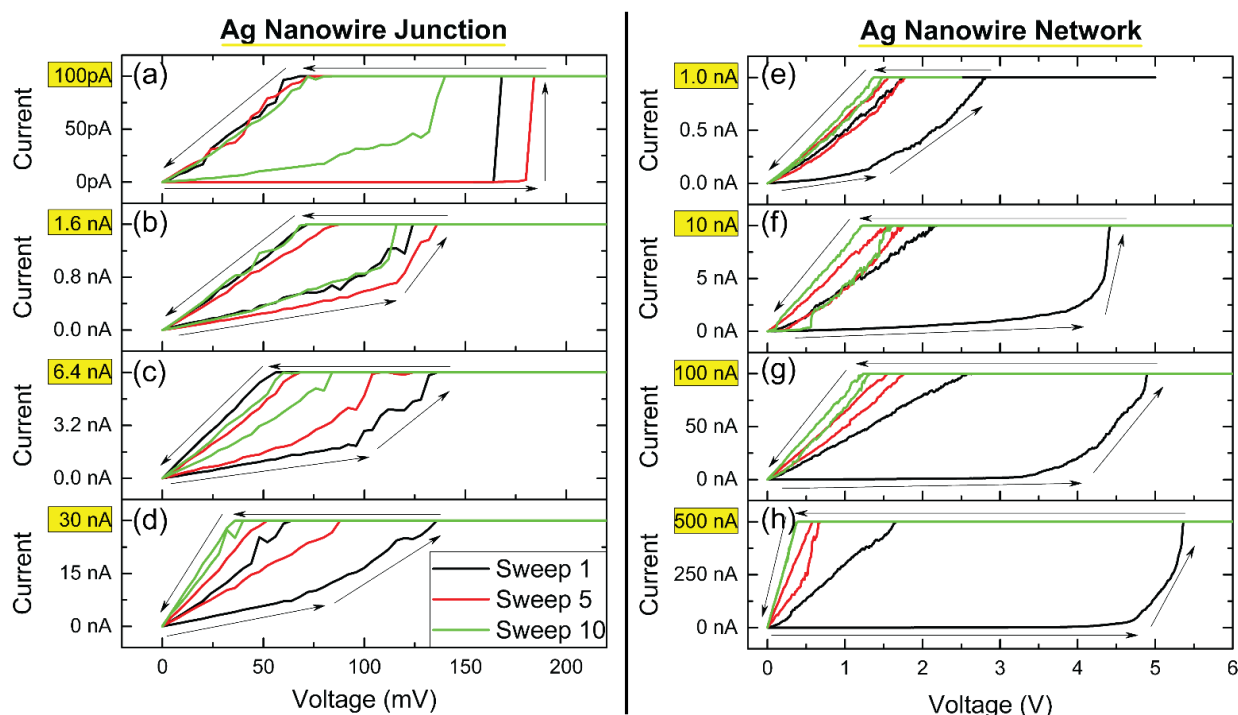 Ag Nanowire Junction
(a)
100pA
50pA
0pA
Current
(b)
1.6 nA
0.8 nA
0.0 nA
Current
(c)
6.4 nA
3.2 nA
0.0 nA
Current
(d)
30 nA
15 nA
0 nA
Current
Sweep 1
Sweep 5
Sweep 10
0 50 100 150 200
Voltage (mV)
Ag Nanowire Network
(e)
1.0 nA
0.5 nA
0.0 nA
Current
(f)
10 nA
5 nA
0 nA
Current
(g)
100 nA
50 nA
0 nA
Current
(h)
500 nA
250 nA
0 nA
Current
0 1 2 3 4 5 6
Voltage (V)